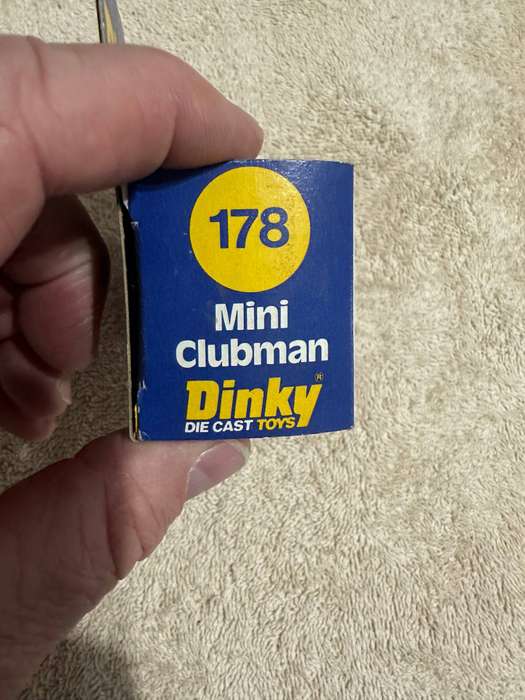 178
Mini
Clubman
Dinky®
DIE CAST TOYS